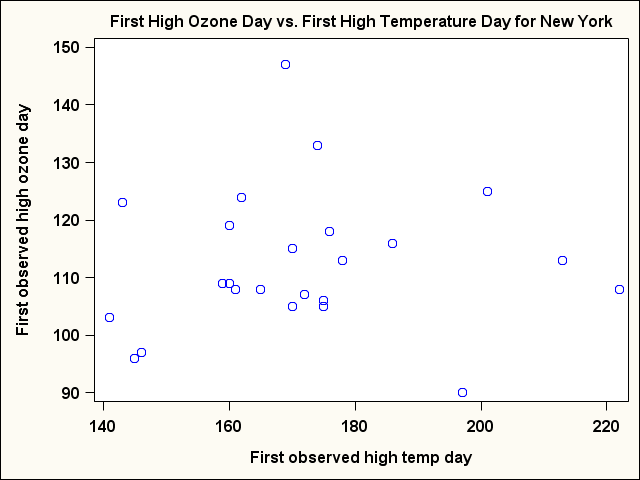 First High Ozone Day vs. First High Temperature Day for New York
150
140
130
120
110
100
90
First observed high ozone day
140 160 180 200 220
First observed high temp day